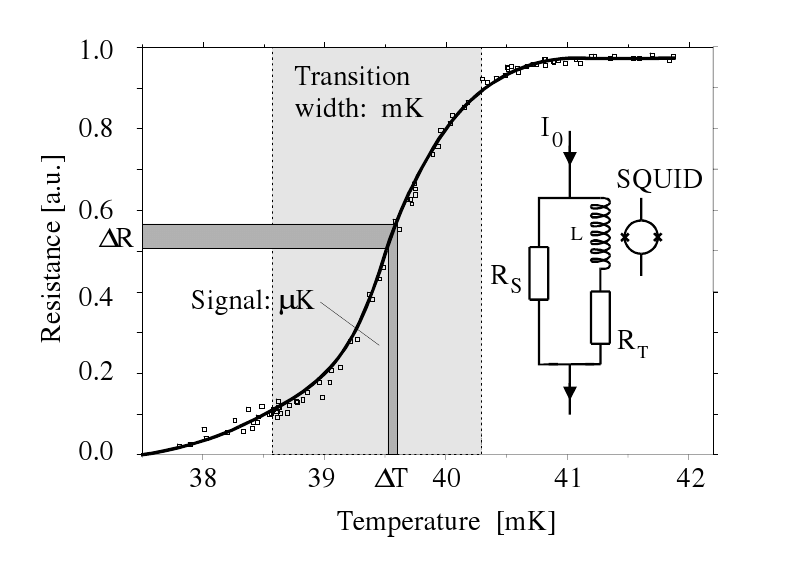 1.0
0.8
0.6
0.4
0.2
0.0
Resistance [a.u.]
ΔR
Transition
width: mK
Signal: μK
I0
SQUID
L
RS
RT
38
39
ΔT
40
41
42
Temperature [mK]